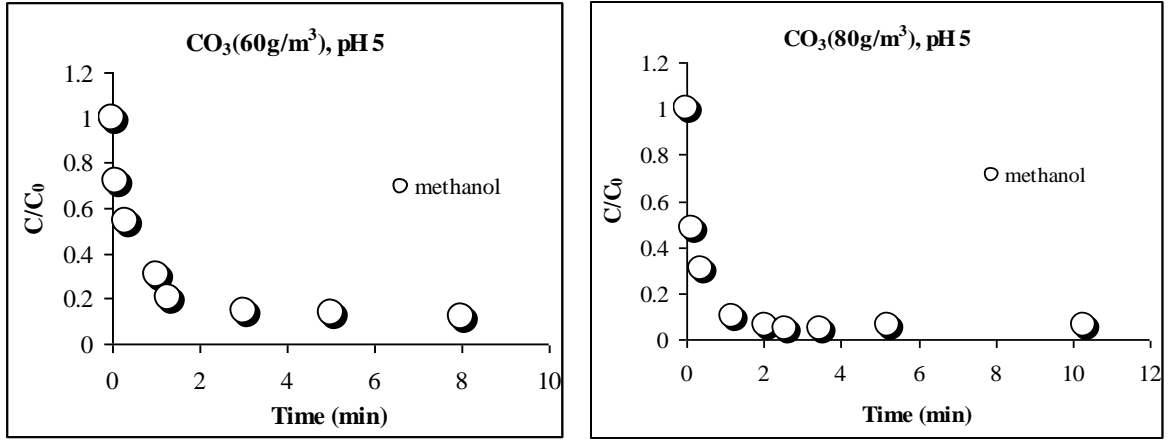 CO₃(60g/m³), pH 5
1.2
1
0.8
0.6
0.4
0.2
0
C/C₀
methanol
0 2 4 6 8 10
Time (min)
CO₃(80g/m³), pH 5
1.2
1
0.8
0.6
0.4
0.2
0
C/C₀
methanol
0 2 4 6 8 10 12
Time (min)